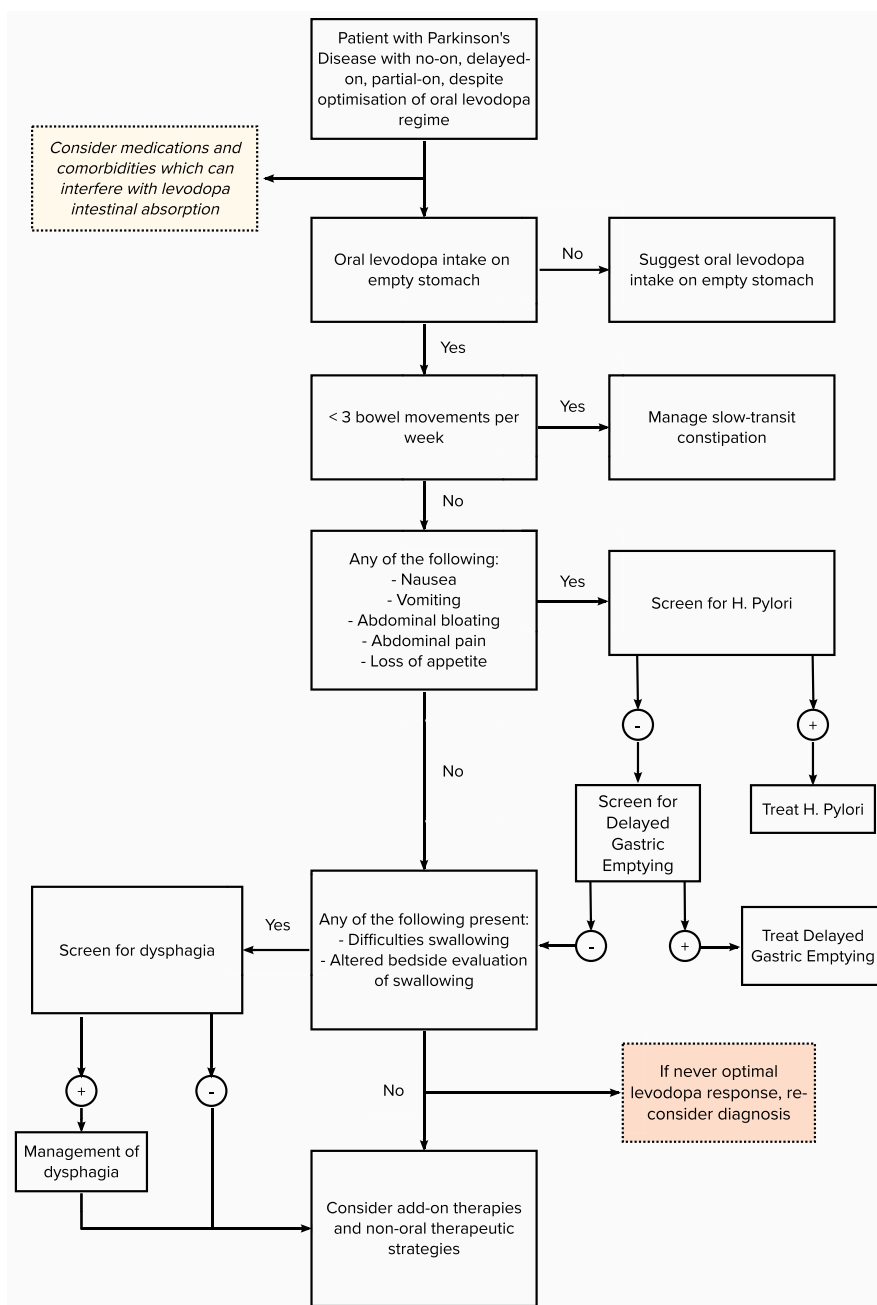 Patient with Parkinson's
Disease with no-on, delayed-
on, partial-on, despite
optimisation of oral levodopa
regime
Consider medications and
comorbidities which can
interfere with levodopa
intestinal absorption
Oral levodopa intake on
empty stomach
No
Suggest oral levodopa
intake on empty stomach
Yes
< 3 bowel movements per
week
Yes
Manage slow-transit
constipation
No
Any of the following:
- Nausea
- Vomiting
- Abdominal bloating
- Abdominal pain
- Loss of appetite
Yes
Screen for H. Pylori
-
+
No
Screen for
Delayed
Gastric
Emptying
Treat H. Pylori
Any of the following present:
- Difficulties swallowing
- Altered bedside evaluation
of swallowing
Yes
Screen for dysphagia
-
+
Treat Delayed
Gastric Emptying
No
If never optimal
levodopa response, re-
consider diagnosis
+
-
Management of
dysphagia
Consider add-on therapies
and non-oral therapeutic
strategies